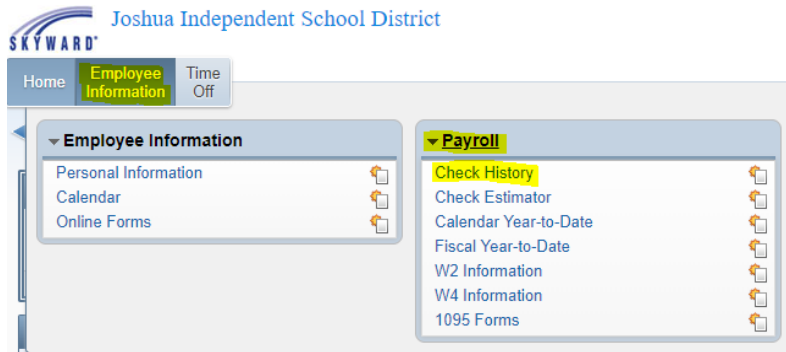 Joshua Independent School District
SKYWARD®
Home
Employee Information
Time Off
Employee Information
Personal Information
Calendar
Online Forms
Payroll
Check History
Check Estimator
Calendar Year-to-Date
Fiscal Year-to-Date
W2 Information
W4 Information
1095 Forms